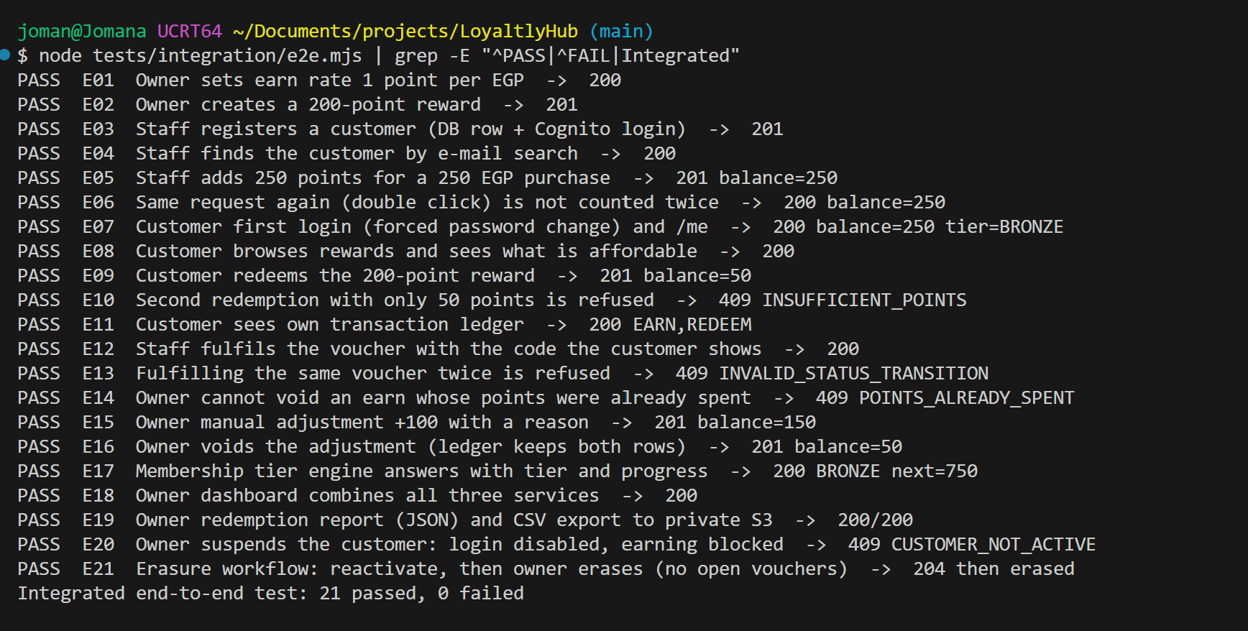 joman@Jomana UCRT64 ~/Documents/projects/LoyaltlyHub (main)
$ node tests/integration/e2e.mjs | grep -E "^PASS|^FAIL|Integrated"
PASS  E01  Owner sets earn rate 1 point per EGP  ->  200
PASS  E02  Owner creates a 200-point reward  ->  201
PASS  E03  Staff registers a customer (DB row + Cognito login)  ->  201
PASS  E04  Staff finds the customer by e-mail search  ->  200
PASS  E05  Staff adds 250 points for a 250 EGP purchase  ->  201 balance=250
PASS  E06  Same request again (double click) is not counted twice  ->  200 balance=250
PASS  E07  Customer first login (forced password change) and /me  ->  200 balance=250 tier=BRONZE
PASS  E08  Customer browses rewards and sees what is affordable  ->  200
PASS  E09  Customer redeems the 200-point reward  ->  201 balance=50
PASS  E10  Second redemption with only 50 points is refused  ->  409 INSUFFICIENT_POINTS
PASS  E11  Customer sees own transaction ledger  ->  200 EARN,REDEEM
PASS  E12  Staff fulfils the voucher with the code the customer shows  ->  200
PASS  E13  Fulfilling the same voucher twice is refused  ->  409 INVALID_STATUS_TRANSITION
PASS  E14  Owner cannot void an earn whose points were already spent  ->  409 POINTS_ALREADY_SPENT
PASS  E15  Owner manual adjustment +100 with a reason  ->  201 balance=150
PASS  E16  Owner voids the adjustment (ledger keeps both rows)  ->  201 balance=50
PASS  E17  Membership tier engine answers with tier and progress  ->  200 BRONZE next=750
PASS  E18  Owner dashboard combines all three services  ->  200
PASS  E19  Owner redemption report (JSON) and CSV export to private S3  ->  200/200
PASS  E20  Owner suspends the customer: login disabled, earning blocked  ->  409 CUSTOMER_NOT_ACTIVE
PASS  E21  Erasure workflow: reactivate, then owner erases (no open vouchers)  ->  204 then erased
Integrated end-to-end test: 21 passed, 0 failed